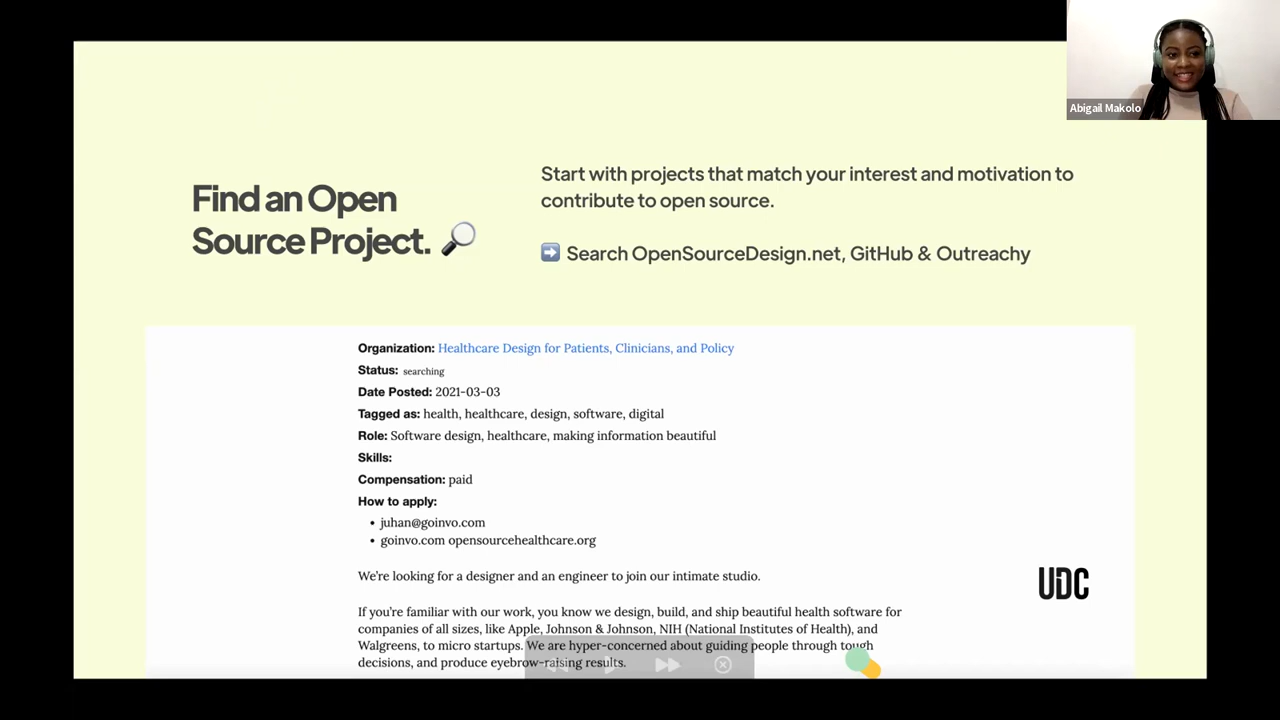 Abigail Makolo
Find an Open
Source Project.
Start with projects that match your interest and motivation to
contribute to open source.
Search OpenSourceDesign.net, GitHub & Outreachy
Organization: Healthcare Design for Patients, Clinicians, and Policy
Status: searching
Date Posted: 2021-03-03
Tagged as: health, healthcare, design, software, digital
Role: Software design, healthcare, making information beautiful
Skills:
Compensation: paid
How to apply:
• juhan@goinvo.com
• goinvo.com opensourcehealthcare.org
We're looking for a designer and an engineer to join our intimate studio.
If you're familiar with our work, you know we design, build, and ship beautiful health software for
companies of all sizes, like Apple, Johnson & Johnson, NIH (National Institutes of Health), and
Walgreens, to micro startups. We are hyper-concerned about guiding people through tough
decisions, and produce eyebrow-raising results.
UDC